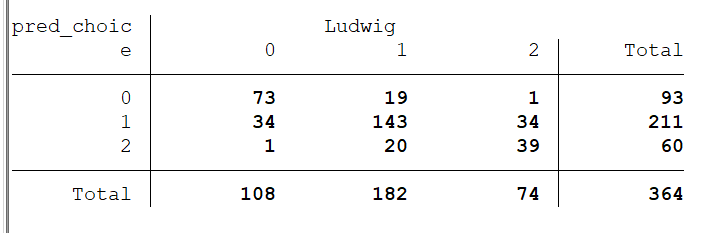 pred_choic Ludwig
e 0 1 2 Total
0 73 19 1 93
1 34 143 34 211
2 1 20 39 60
Total 108 182 74 364